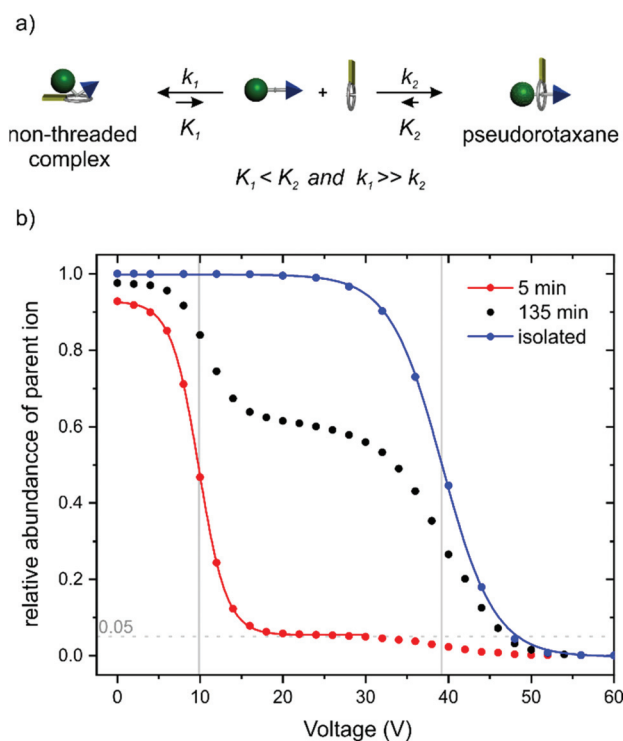 a)
k1 k2
+
K1 K2
non-threaded
complex
pseudorotaxane
K1 < K2 and k1 >> k2
b)
1.0
0.8
0.6
0.4
0.2
0.0
0.05
relative abundancce of parent ion
5 min
135 min
isolated
0 10 20 30 40 50 60
Voltage (V)